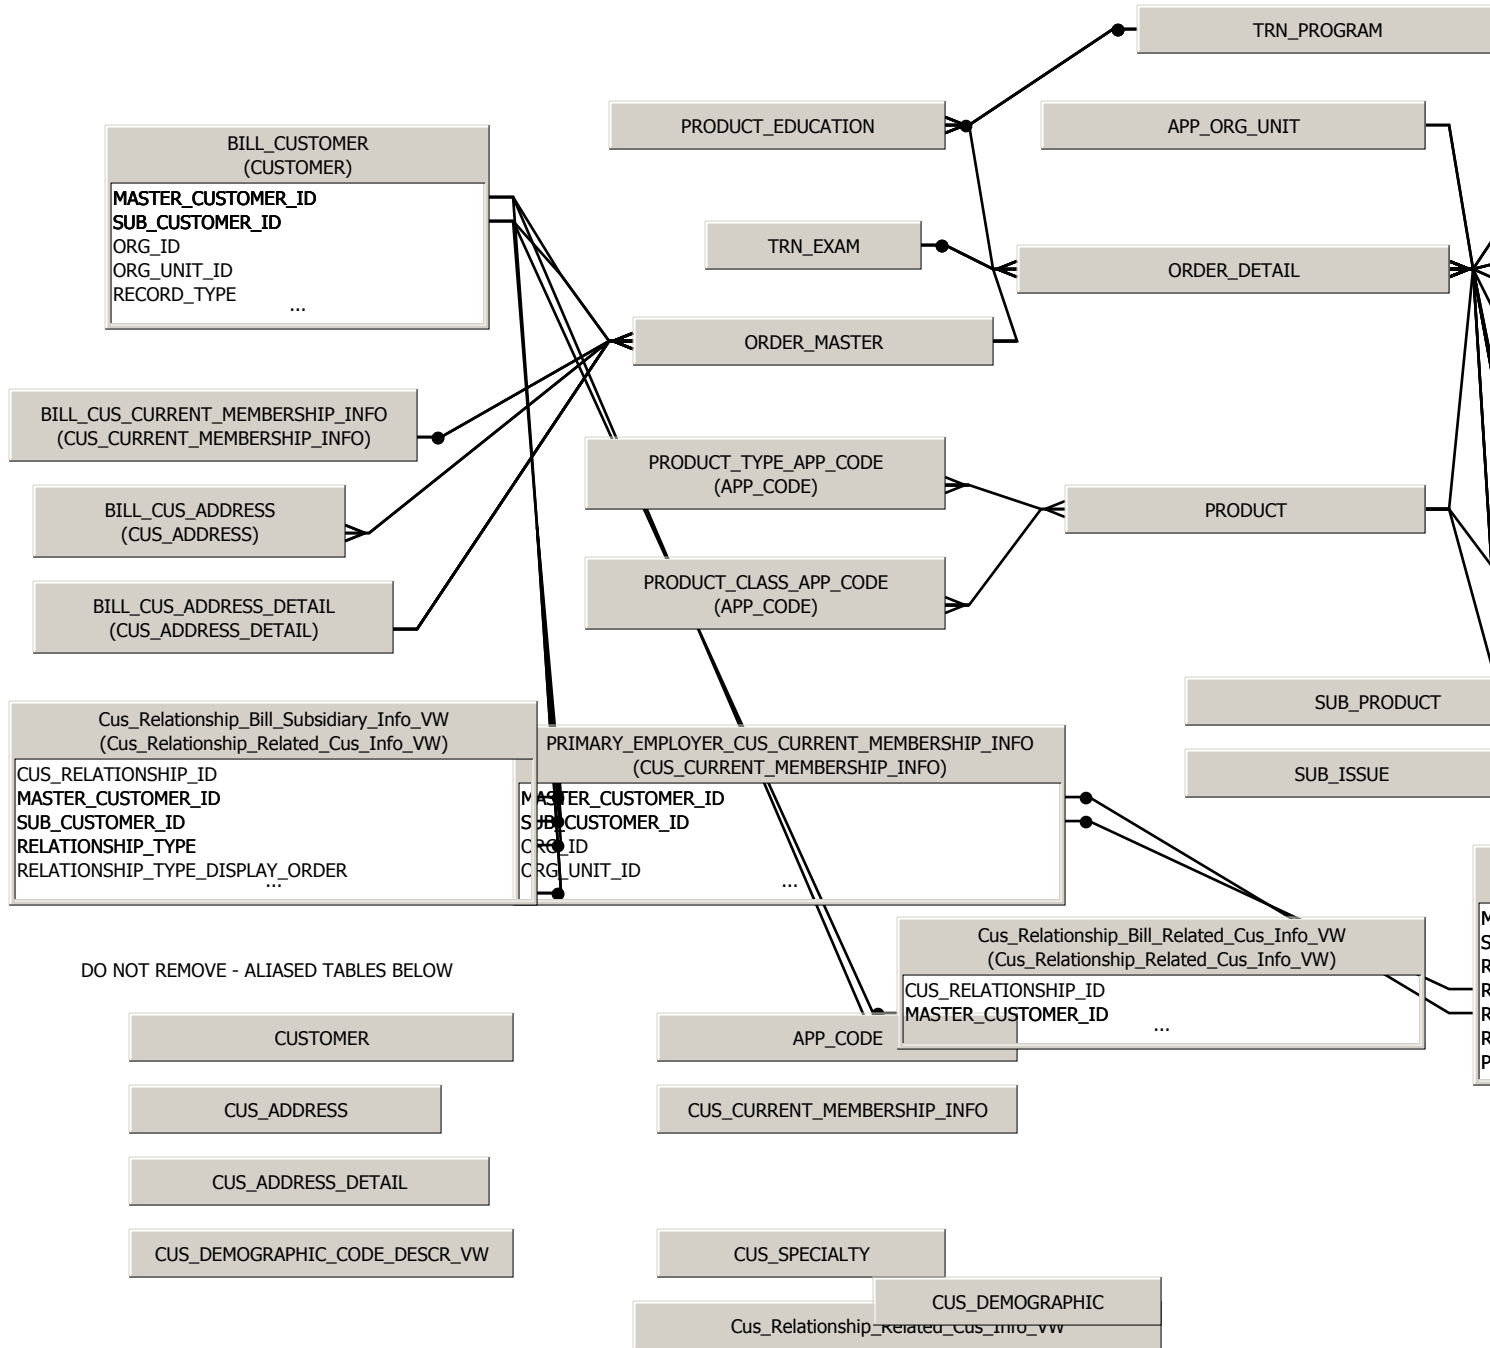 TRN_PROGRAM
PRODUCT_EDUCATION
APP_ORG_UNIT
BILL_CUSTOMER
(CUSTOMER)
MASTER_CUSTOMER_ID
SUB_CUSTOMER_ID
ORG_ID
ORG_UNIT_ID
RECORD_TYPE
...
TRN_EXAM
ORDER_DETAIL
ORDER_MASTER
BILL_CUS_CURRENT_MEMBERSHIP_INFO
(CUS_CURRENT_MEMBERSHIP_INFO)
PRODUCT_TYPE_APP_CODE
(APP_CODE)
BILL_CUS_ADDRESS
(CUS_ADDRESS)
PRODUCT
PRODUCT_CLASS_APP_CODE
(APP_CODE)
BILL_CUS_ADDRESS_DETAIL
(CUS_ADDRESS_DETAIL)
SUB_PRODUCT
Cus_Relationship_Bill_Subsidiary_Info_VW
(Cus_Relationship_Related_Cus_Info_VW)
CUS_RELATIONSHIP_ID
MASTER_CUSTOMER_ID
SUB_CUSTOMER_ID
RELATIONSHIP_TYPE
RELATIONSHIP_TYPE_DISPLAY_ORDER
...
PRIMARY_EMPLOYER_CUS_CURRENT_MEMBERSHIP_INFO
(CUS_CURRENT_MEMBERSHIP_INFO)
MASTER_CUSTOMER_ID
SUB_CUSTOMER_ID
ORG_ID
ORG_UNIT_ID
...
SUB_ISSUE
M
S
R
R
R
R
P
Cus_Relationship_Bill_Related_Cus_Info_VW
(Cus_Relationship_Related_Cus_Info_VW)
CUS_RELATIONSHIP_ID
MASTER_CUSTOMER_ID
...
DO NOT REMOVE - ALIASED TABLES BELOW
CUSTOMER
APP_CODE
CUS_ADDRESS
CUS_CURRENT_MEMBERSHIP_INFO
CUS_ADDRESS_DETAIL
CUS_DEMOGRAPHIC_CODE_DESCR_VW
CUS_SPECIALTY
CUS_DEMOGRAPHIC
Cus_Relationship_Related_Cus_Info_VW